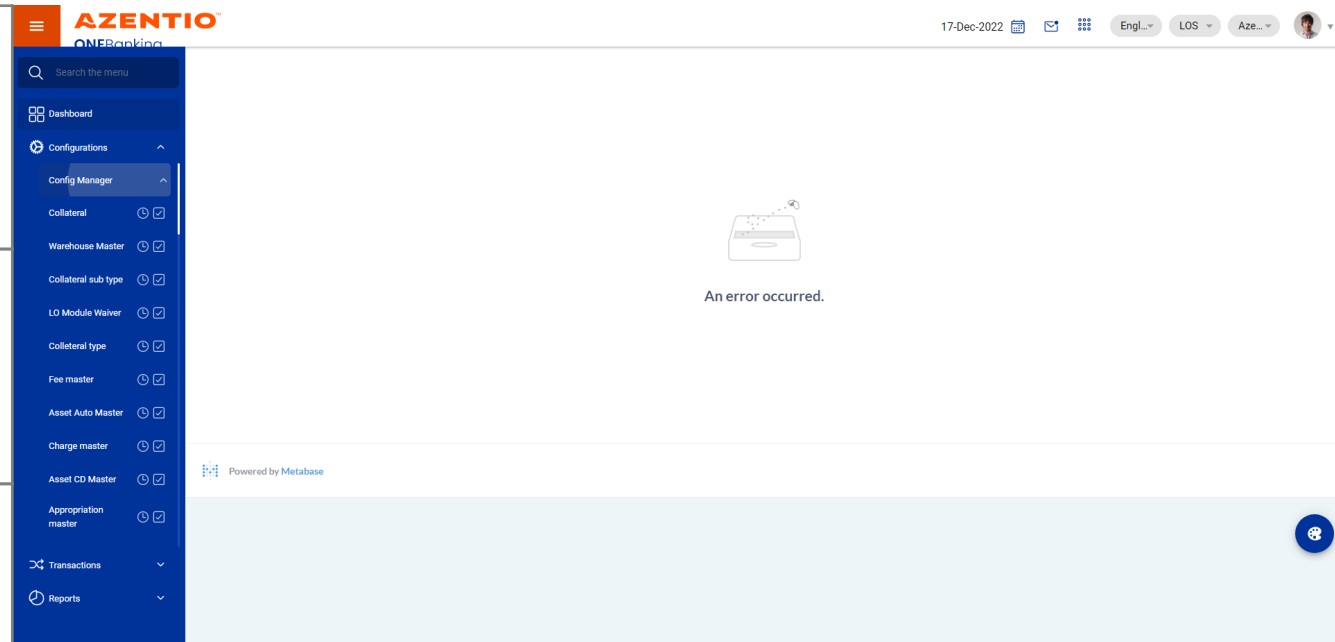 AZENTIO™
ONEBanking
17-Dec-2022
Engl...
LOS
Aze...
Search the menu
Dashboard
Configurations
Config Manager
Collateral
Warehouse Master
Collateral sub type
LO Module Waiver
Colleteral type
Fee master
Asset Auto Master
Charge master
Asset CD Master
Appropriation
master
Transactions
Reports
An error occurred.
Powered by Metabase